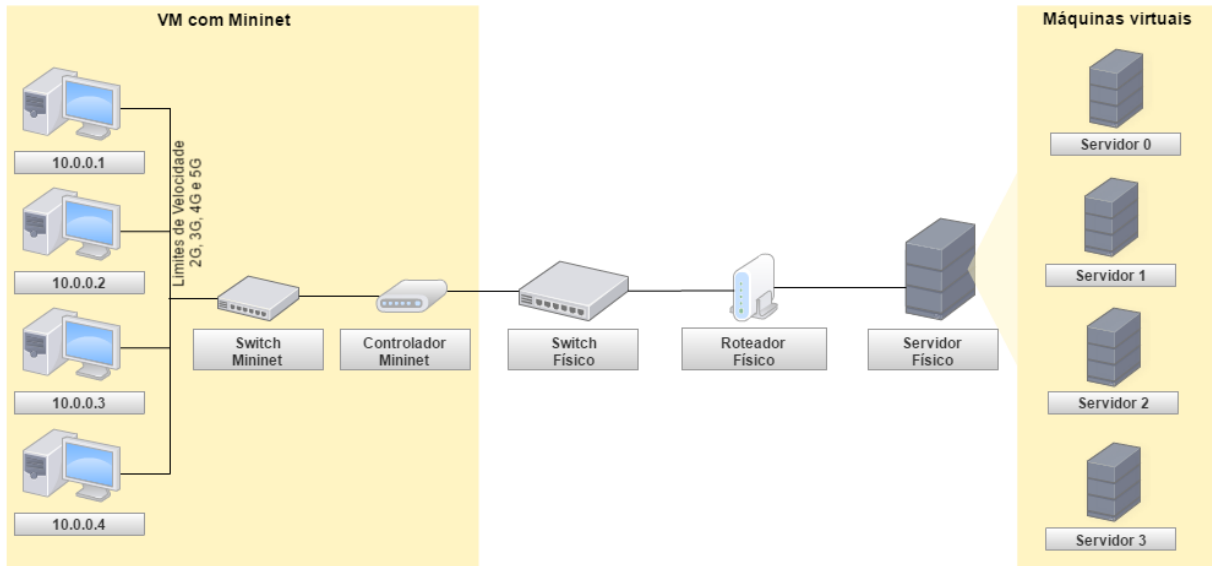 VM com Mininet
10.0.0.1
10.0.0.2
10.0.0.3
10.0.0.4
Limites de Velocidade
2G, 3G, 4G e 5G
Switch
Mininet
Controlador
Mininet
Switch
Físico
Roteador
Físico
Servidor
Físico
Máquinas virtuais
Servidor 0
Servidor 1
Servidor 2
Servidor 3